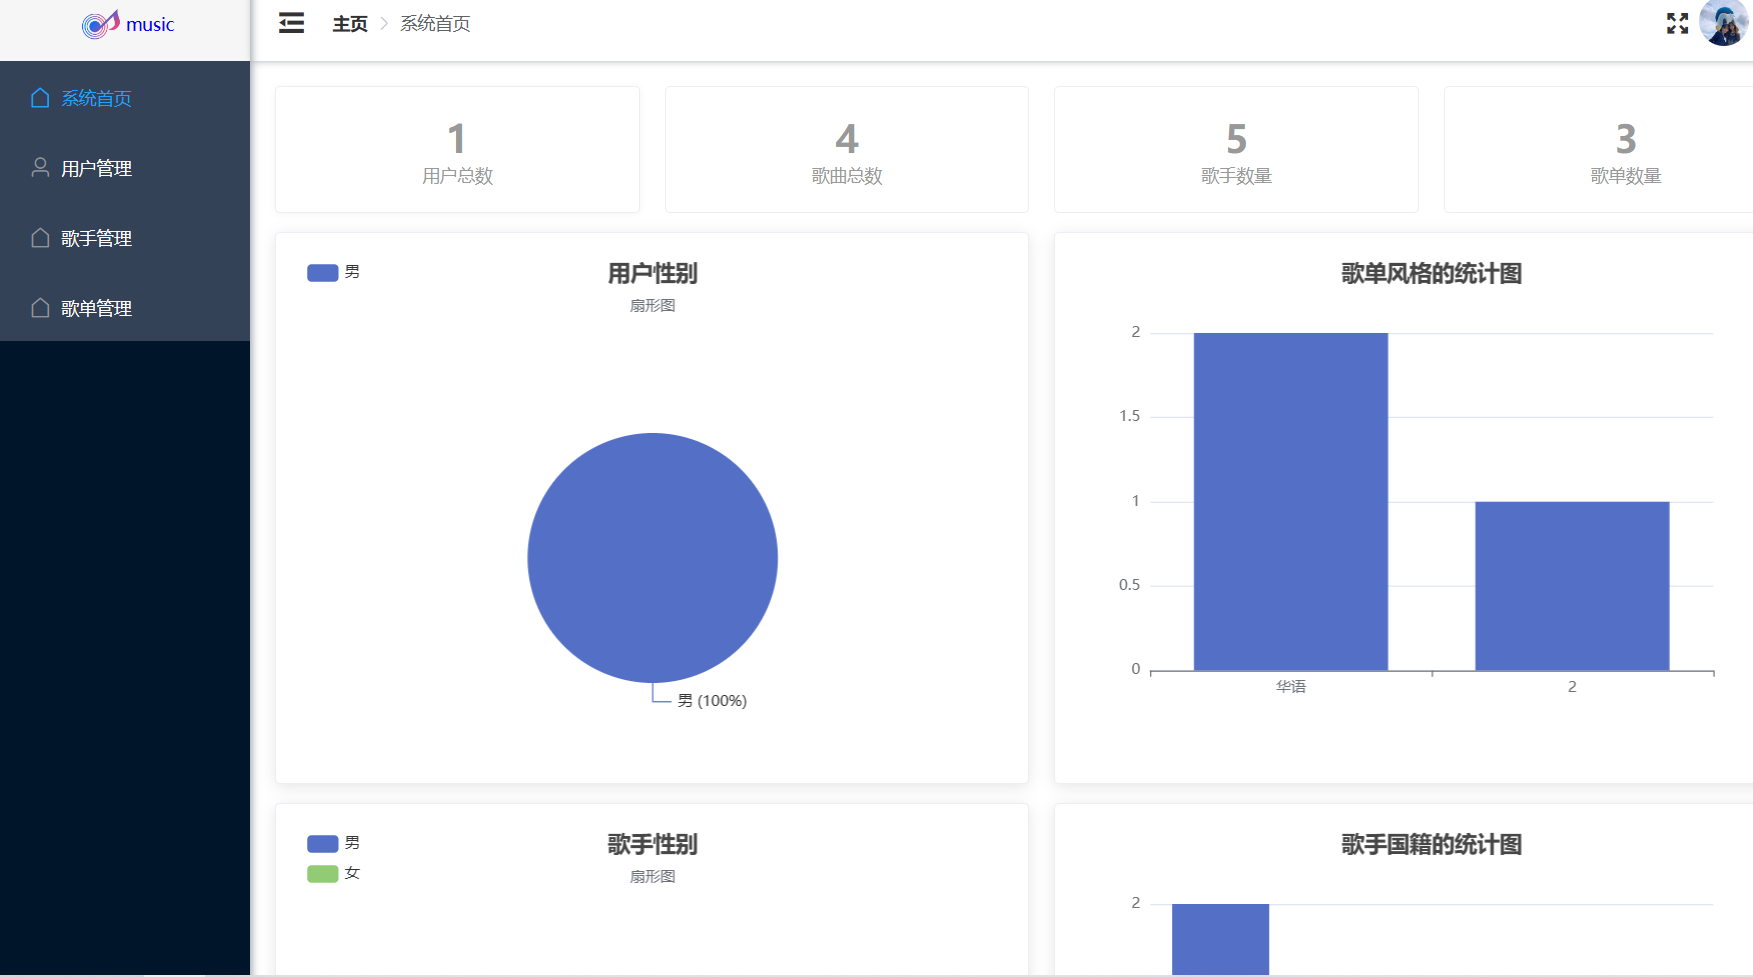 music
主页
系统首页
系统首页
用户管理
歌手管理
歌单管理
1
用户总数
4
歌曲总数
5
歌手数量
3
歌单数量
男
用户性别
扇形图
男 (100%)
歌单风格的统计图
2
1.5
1
0.5
0
华语
2
男
女
歌手性别
扇形图
歌手国籍的统计图
2